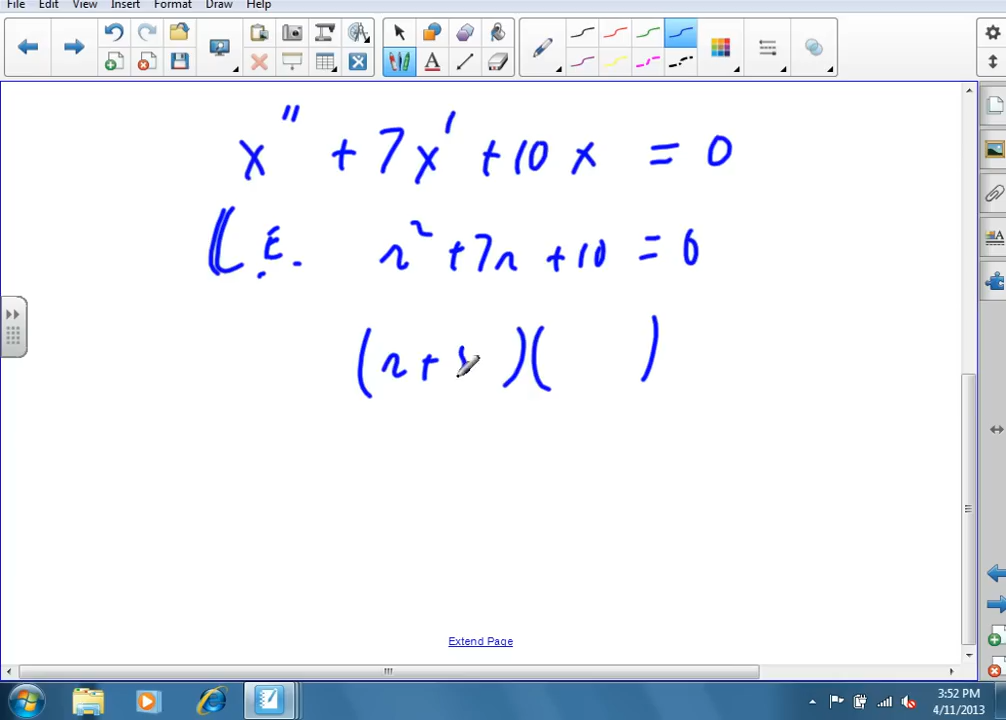 File Edit View Insert Format Draw Help
x" + 7x' + 10x = 0
C.E. r² + 7r + 10 = 0
(r + )( )
Extend Page
3:52 PM
4/11/2013